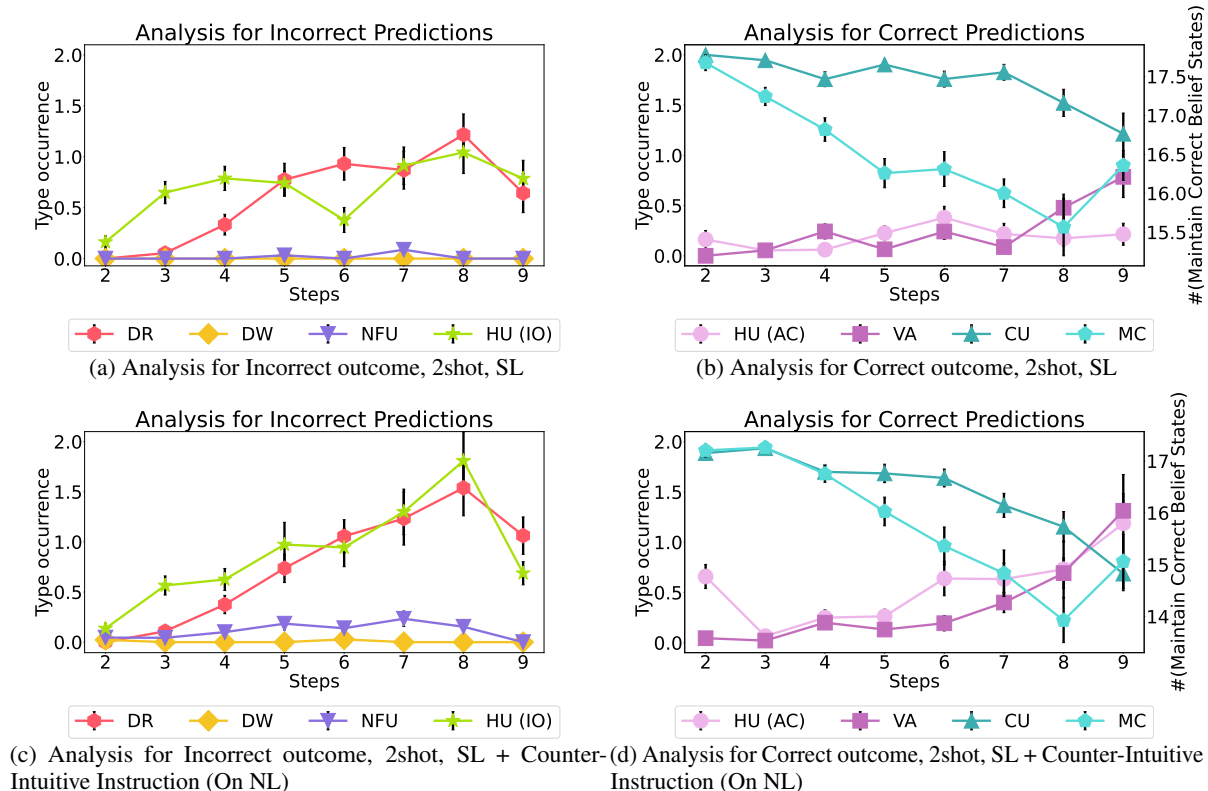 Analysis for Incorrect Predictions
Type occurrence
2.0
1.5
1.0
0.5
0.0
2 3 4 5 6 7 8 9
Steps
DR DW NFU HU (IO)
(a) Analysis for Incorrect outcome, 2shot, SL
Analysis for Correct Predictions
Type occurrence
2.0
1.5
1.0
0.5
0.0
2 3 4 5 6 7 8 9
Steps
17.5
17.0
16.5
16.0
15.5
#(Maintain Correct Belief States)
HU (AC) VA CU MC
(b) Analysis for Correct outcome, 2shot, SL
Analysis for Incorrect Predictions
Type occurrence
2.0
1.5
1.0
0.5
0.0
2 3 4 5 6 7 8 9
Steps
DR DW NFU HU (IO)
(c) Analysis for Incorrect outcome, 2shot, SL + Counter-
Intuitive Instruction (On NL)
Analysis for Correct Predictions
Type occurrence
2.0
1.5
1.0
0.5
0.0
2 3 4 5 6 7 8 9
Steps
17
16
15
14
#(Maintain Correct Belief States)
HU (AC) VA CU MC
(d) Analysis for Correct outcome, 2shot, SL + Counter-Intuitive
Instruction (On NL)